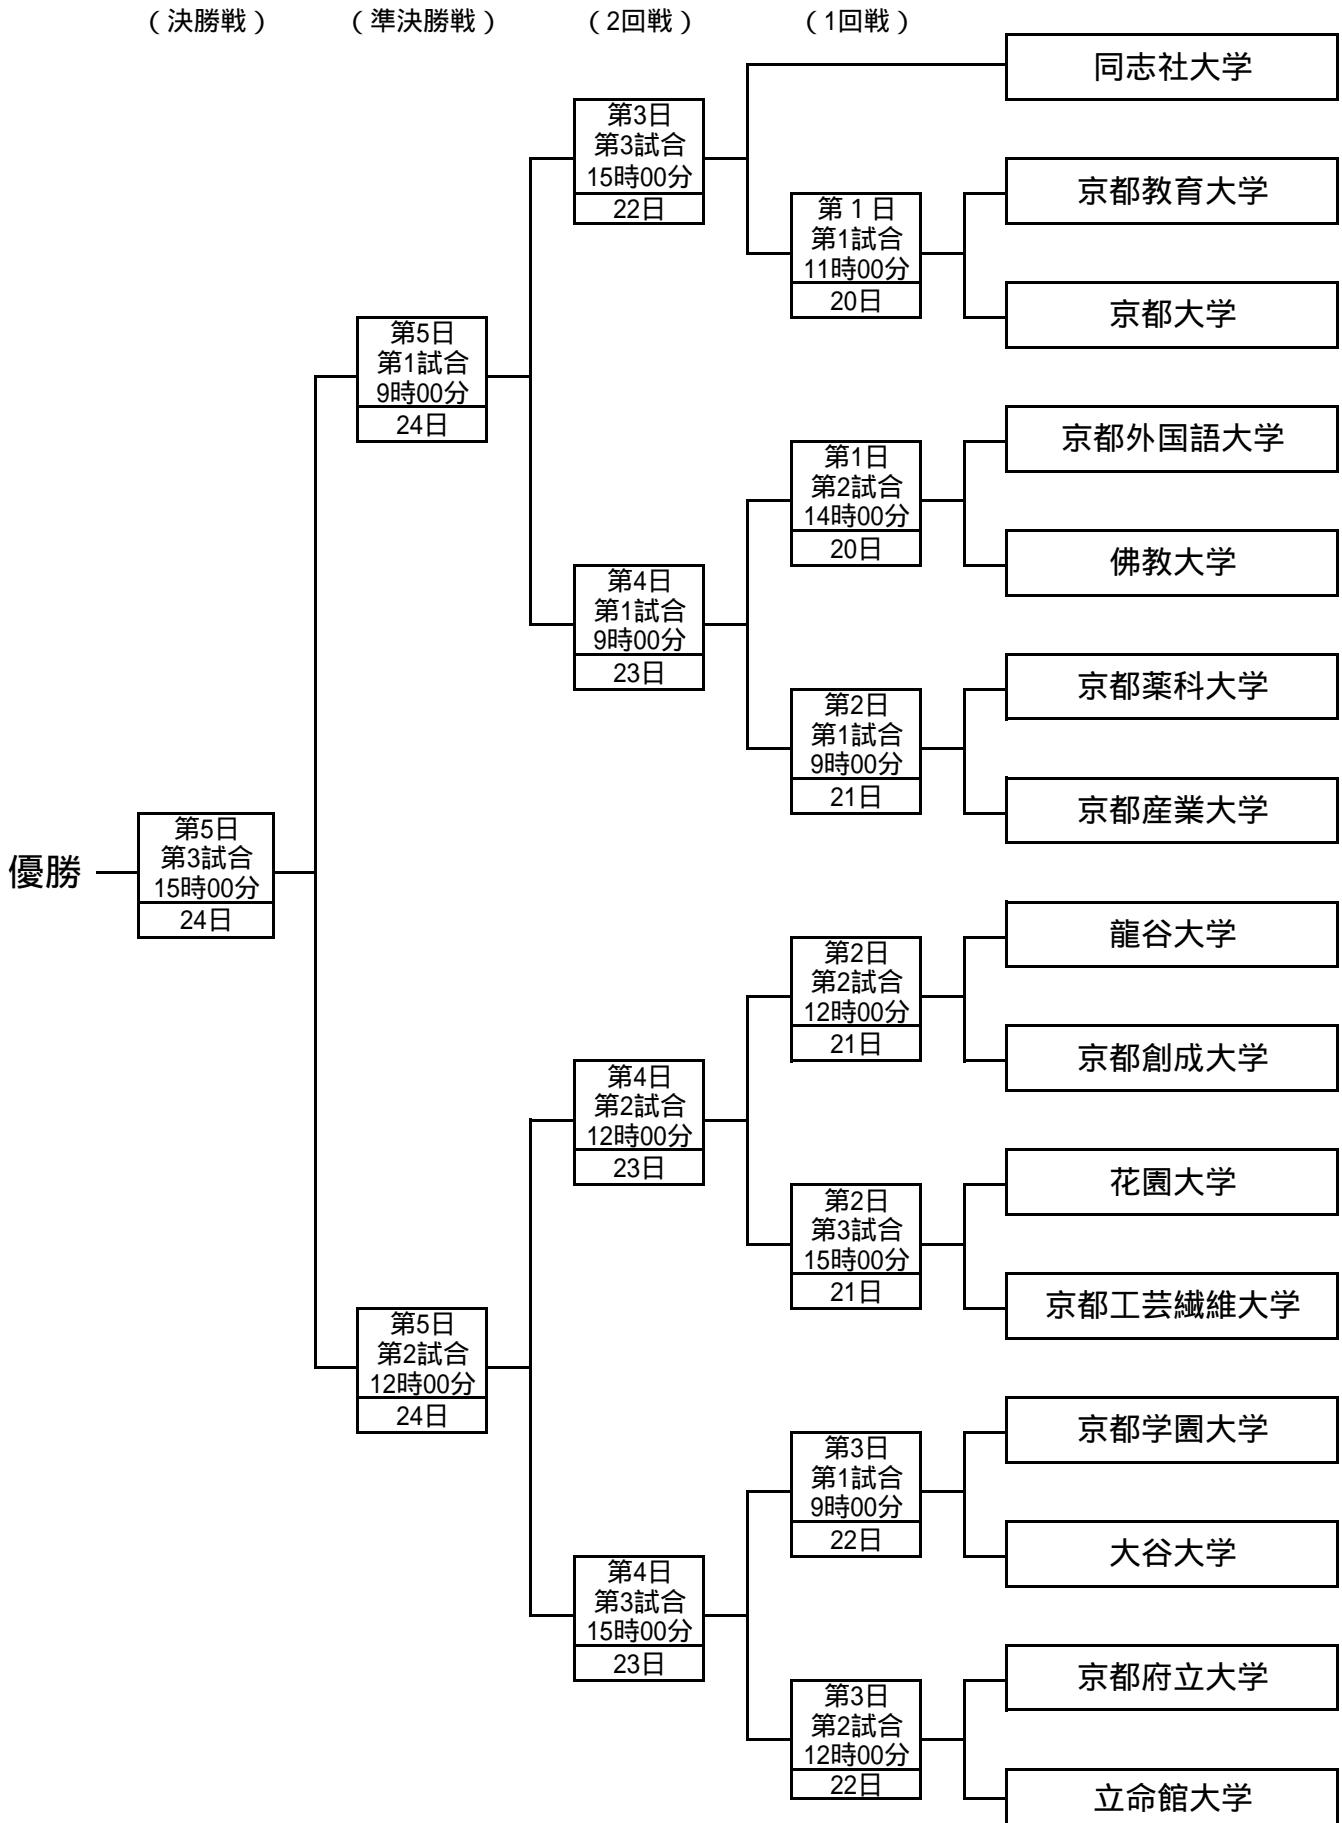 （決勝戦）
（準決勝戦）
（2回戦）
（1回戦）
同志社大学
第3日
第3試合
15時00分
22日
京都教育大学
第１日
第1試合
11時00分
20日
京都大学
第5日
第1試合
9時00分
24日
京都外国語大学
第1日
第2試合
14時00分
20日
佛教大学
第4日
第1試合
9時00分
23日
京都薬科大学
第2日
第1試合
9時00分
21日
京都産業大学
優勝
第5日
第3試合
15時00分
24日
龍谷大学
第2日
第2試合
12時00分
21日
京都創成大学
第4日
第2試合
12時00分
23日
花園大学
第2日
第3試合
15時00分
21日
京都工芸繊維大学
第5日
第2試合
12時00分
24日
京都学園大学
第3日
第1試合
9時00分
22日
大谷大学
第4日
第3試合
15時00分
23日
京都府立大学
第3日
第2試合
12時00分
22日
立命館大学